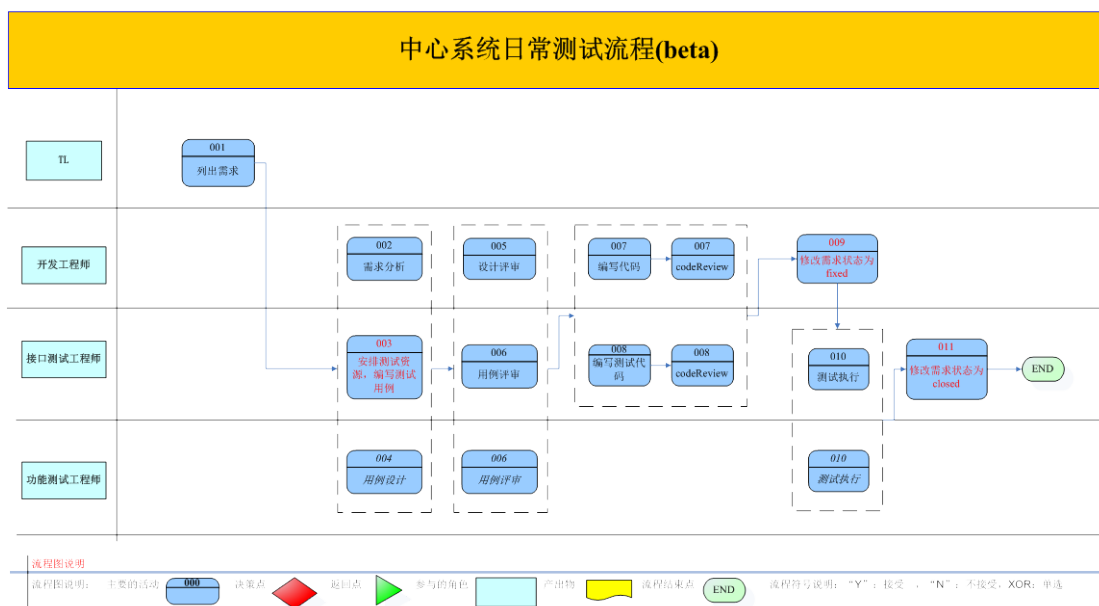 中心系统日常测试流程(beta)
TL
001
列出需求
开发工程师
002
需求分析
005
设计评审
007
编写代码
007
codeReview
009
修改需求状态为
fixed
接口测试工程师
003
安排测试资
源，编写测试
用例
006
用例评审
008
编写测试代
码
008
codeReview
010
测试执行
011
修改需求状态为
closed
END
功能测试工程师
004
用例设计
006
用例评审
010
测试执行
流程图说明
流程图说明： 主要的活动 000 决策点 返回点 参与的角色 产出物 流程结束点 END 流程符号说明： “Y”：接受 ，“N”：不接受，XOR：单选